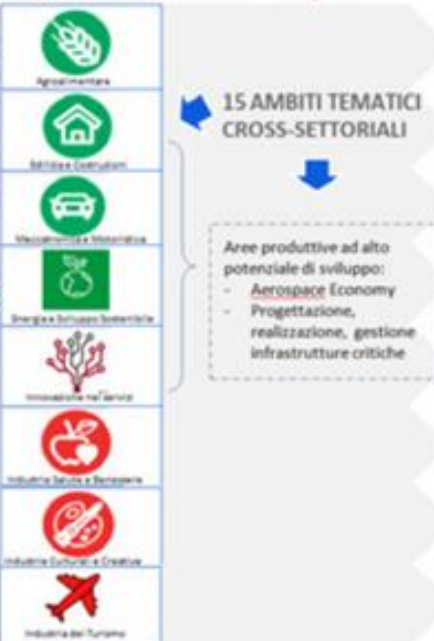 Agroalimentare
15 AMBITI TEMATICI
CROSS-SETTORIALI
Edilizia e Costruzioni
Meccatronica e Motoristica
Aree produttive ad alto
potenziale di sviluppo:
- Aerospace Economy
- Progettazione,
realizzazione, gestione
infrastrutture critiche
Energia e Sviluppo Sostenibile
Innovazione nei Servizi
Industria Salute e Benessere
Industrie Culturali e Creative
Industria del Turismo